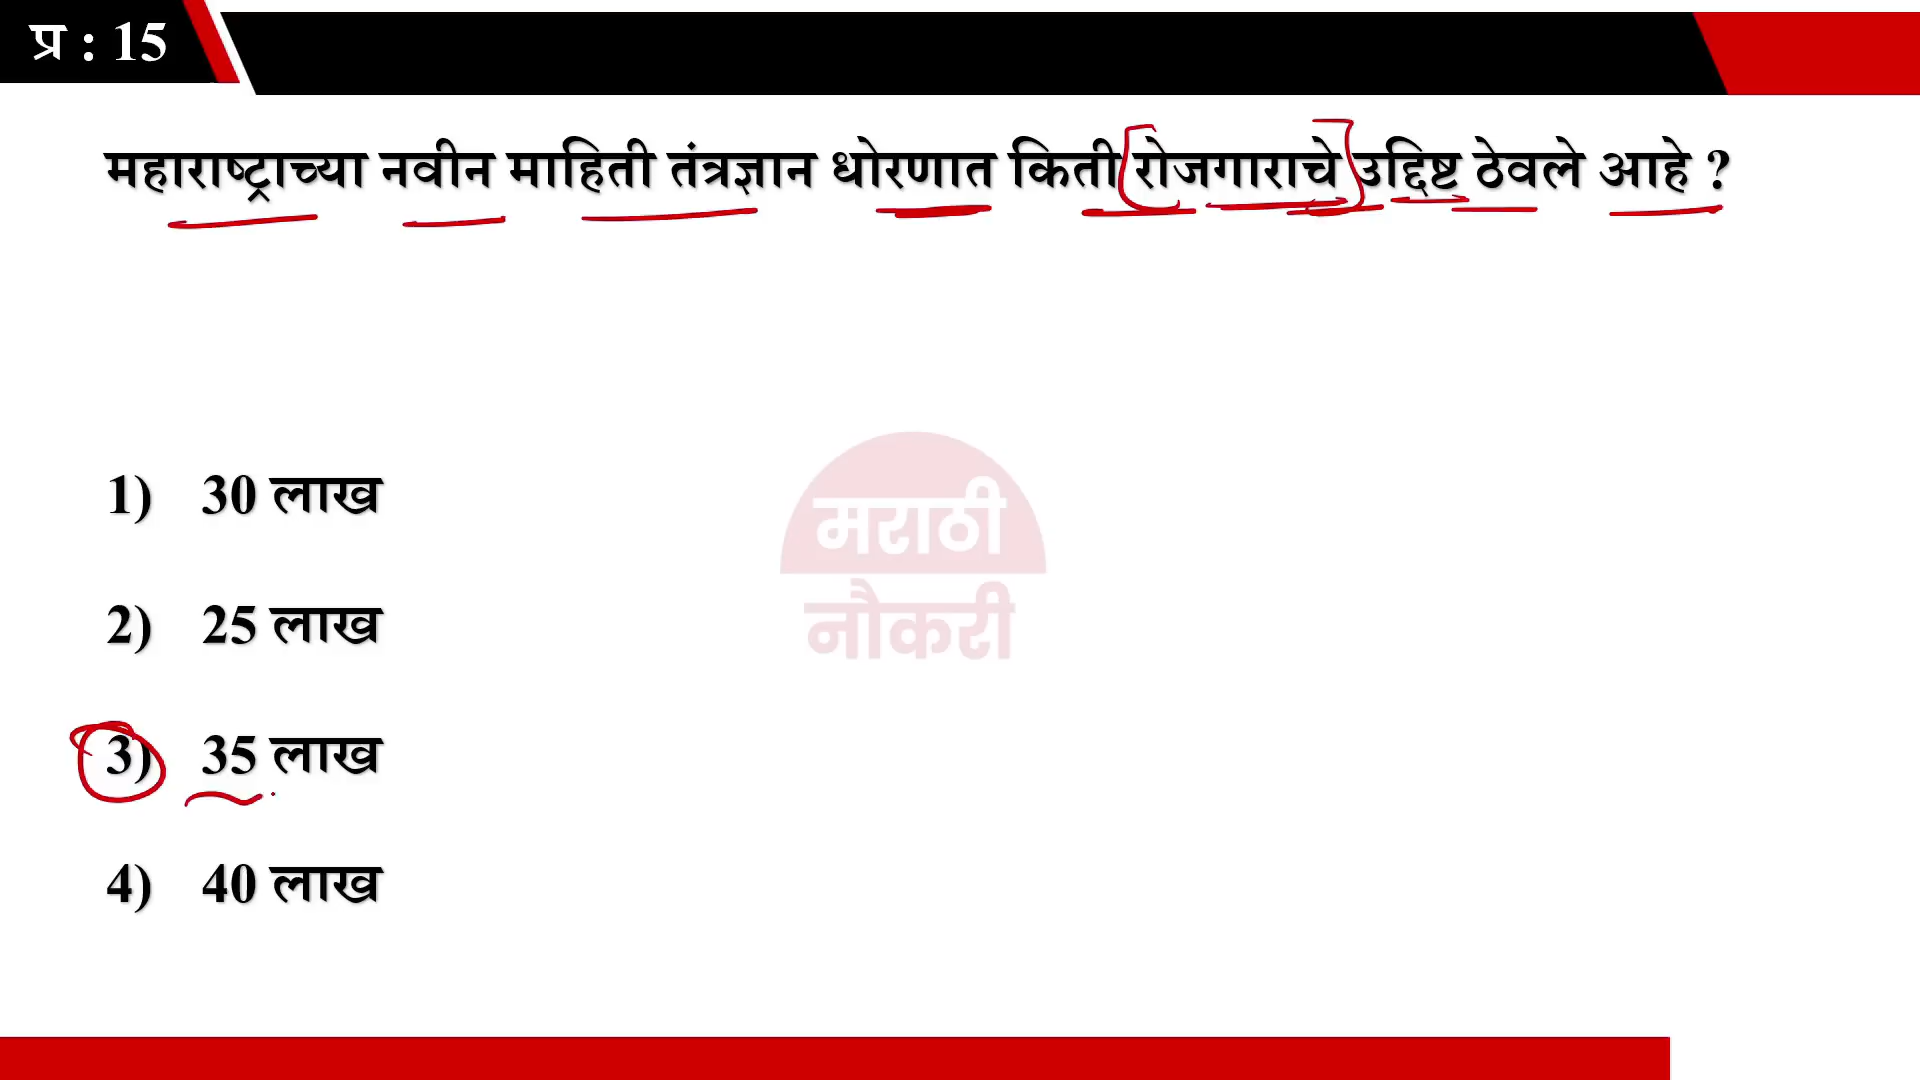 प्र : 15
महाराष्ट्राच्या नवीन माहिती तंत्रज्ञान धोरणात किती रोजगाराचे उद्दिष्ट ठेवले आहे ?
1) 30 लाख
मराठी
नौकरी
2) 25 लाख
3) 35 लाख
4) 40 लाख